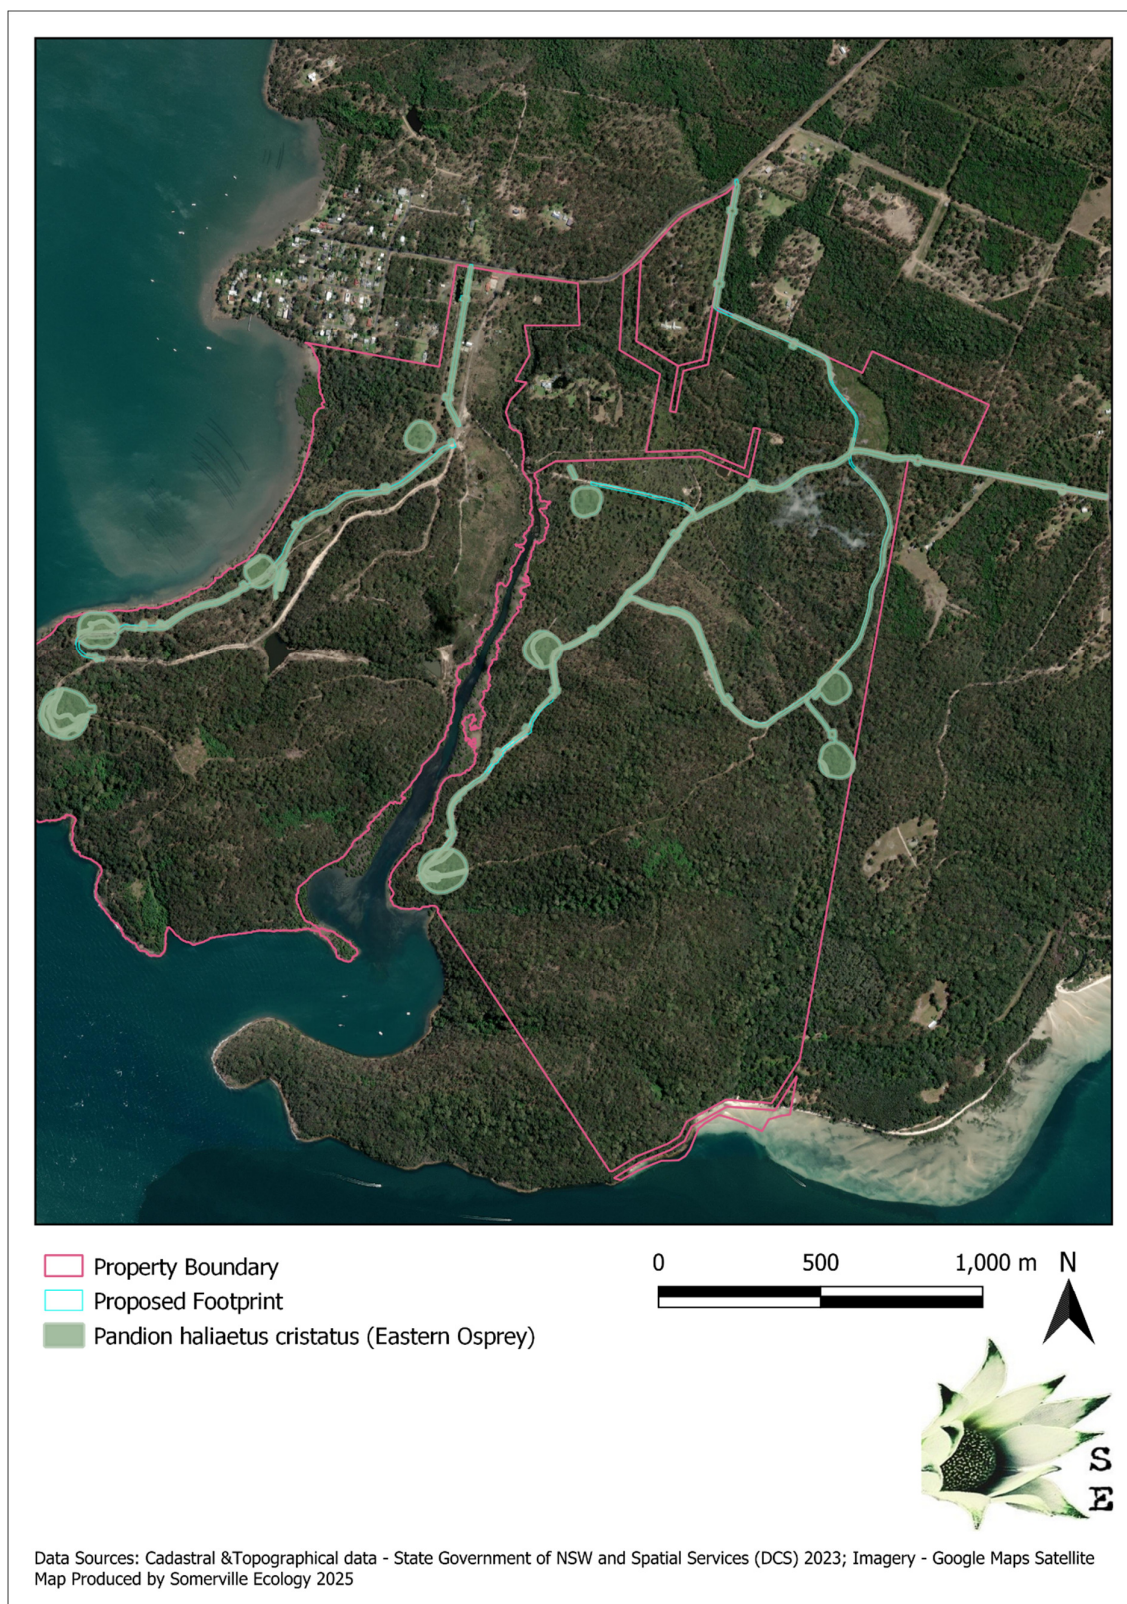 Property Boundary
Proposed Footprint
Pandion haliaetus cristatus (Eastern Osprey)
0 500 1,000 m N
S
E
Data Sources: Cadastral &Topographical data - State Government of NSW and Spatial Services (DCS) 2023; Imagery - Google Maps Satellite
Map Produced by Somerville Ecology 2025